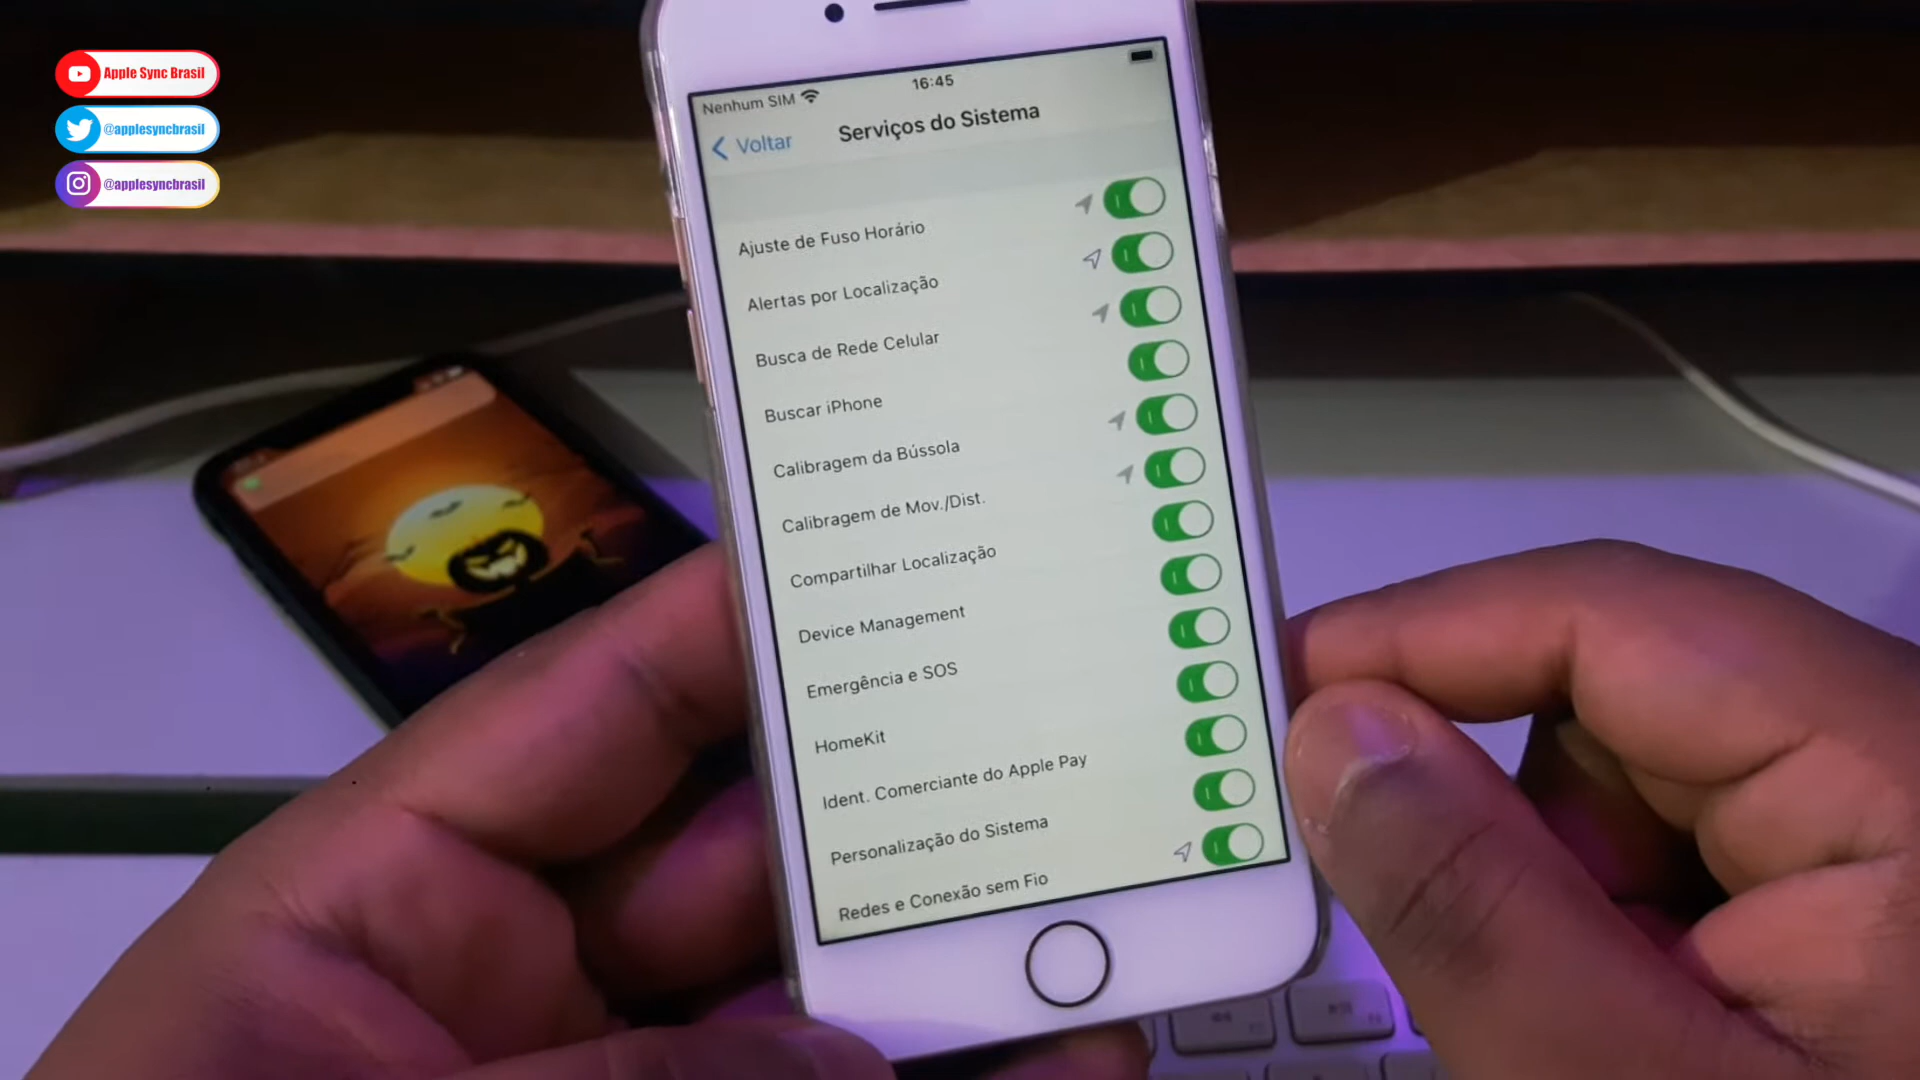 Apple Sync Brasil
@applesyncbrasil
@applesyncbrasil
Nenhum SIM
16:45
Voltar
Serviços do Sistema
Ajuste de Fuso Horário
Alertas por Localização
Busca de Rede Celular
Buscar iPhone
Calibragem da Bússola
Calibragem de Mov./Dist.
Compartilhar Localização
Device Management
Emergência e SOS
HomeKit
Ident. Comerciante do Apple Pay
Personalização do Sistema
Redes e Conexão sem Fio